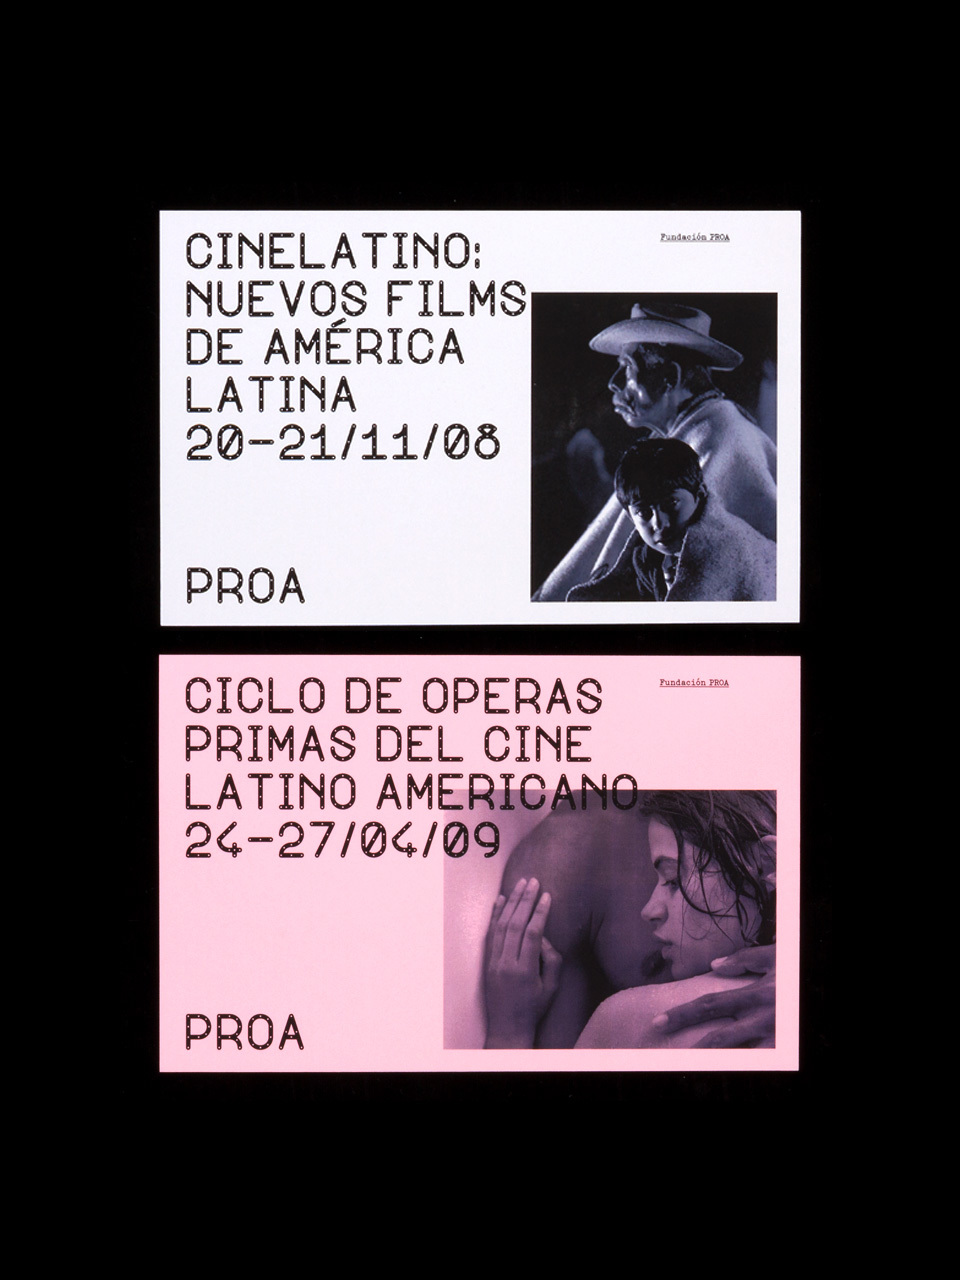 CINELATINO:
NUEVOS FILMS
DE AMÉRICA
LATINA
20-21/11/08
PROA
Fundación PROA
CICLO DE OPERAS
PRIMAS DEL CINE
LATINO AMERICANO
24-27/04/09
PROA
Fundación PROA